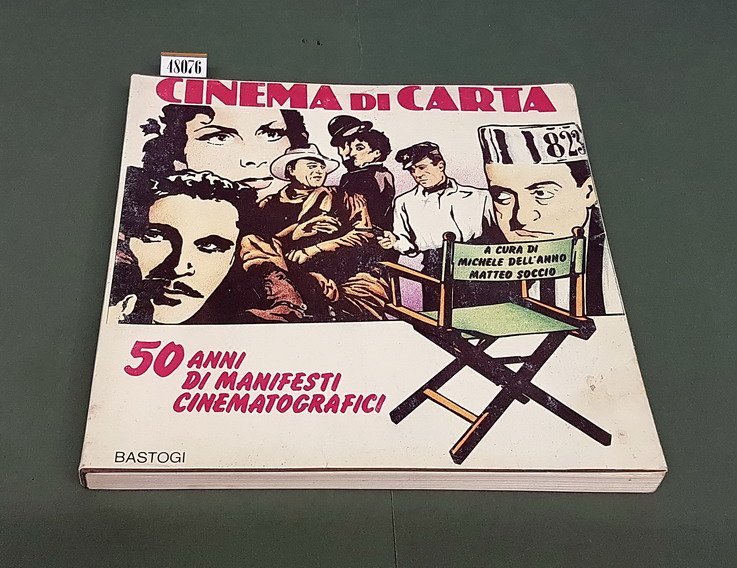 48076
CINEMA DI CARTA
823
A CURA DI
MICHELE DELL'ANNO
MATTEO SOCCIO
50 ANNI
DI MANIFESTI
CINEMATOGRAFICI
BASTOGI